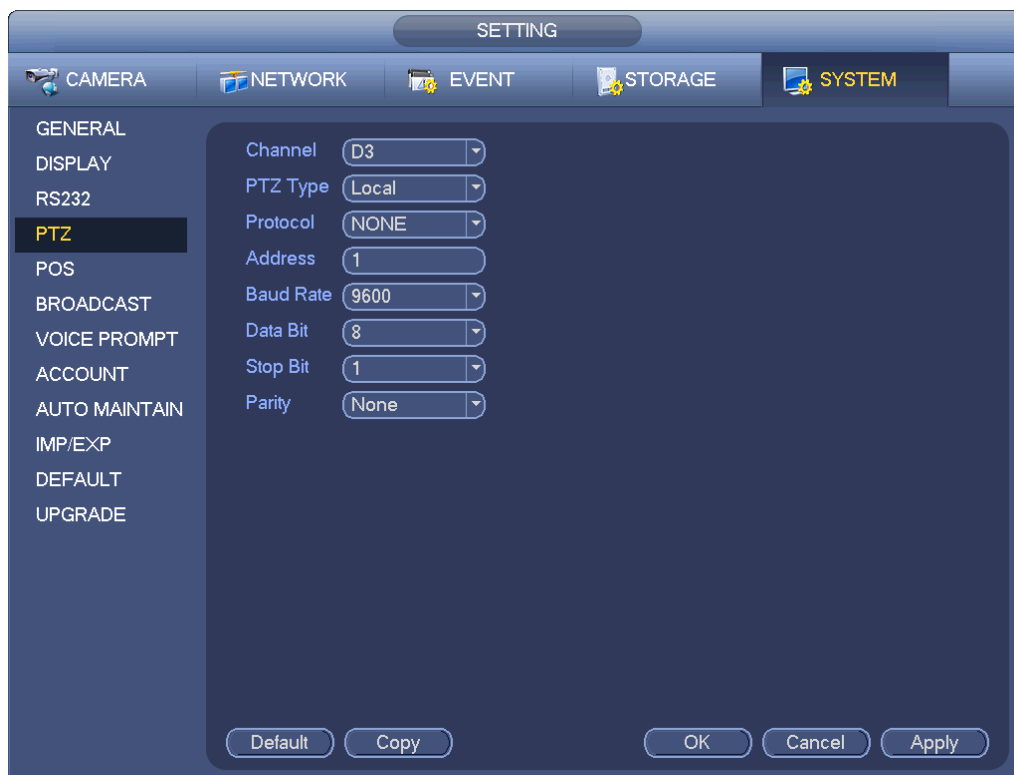 SETTING
CAMERA NETWORK EVENT STORAGE SYSTEM
GENERAL
DISPLAY
RS232
PTZ
POS
BROADCAST
VOICE PROMPT
ACCOUNT
AUTO MAINTAIN
IMP/EXP
DEFAULT
UPGRADE
Channel D3
PTZ Type Local
Protocol NONE
Address 1
Baud Rate 9600
Data Bit 8
Stop Bit 1
Parity None
Default Copy OK Cancel Apply